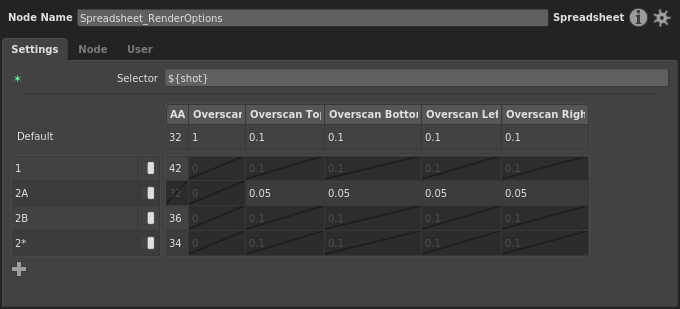 Node Name Spreadsheet_RenderOptions Spreadsheet
Settings Node User
Selector ${shot}
AA Overscan Overscan Top Overscan Bottom Overscan Left Overscan Righ
Default 32 1 0.1 0.1 0.1 0.1
1 42 0 0.1 0.1 0.1 0.1
2A 32 0 0.05 0.05 0.05 0.05
2B 36 0 0.1 0.1 0.1 0.1
2* 34 0 0.1 0.1 0.1 0.1